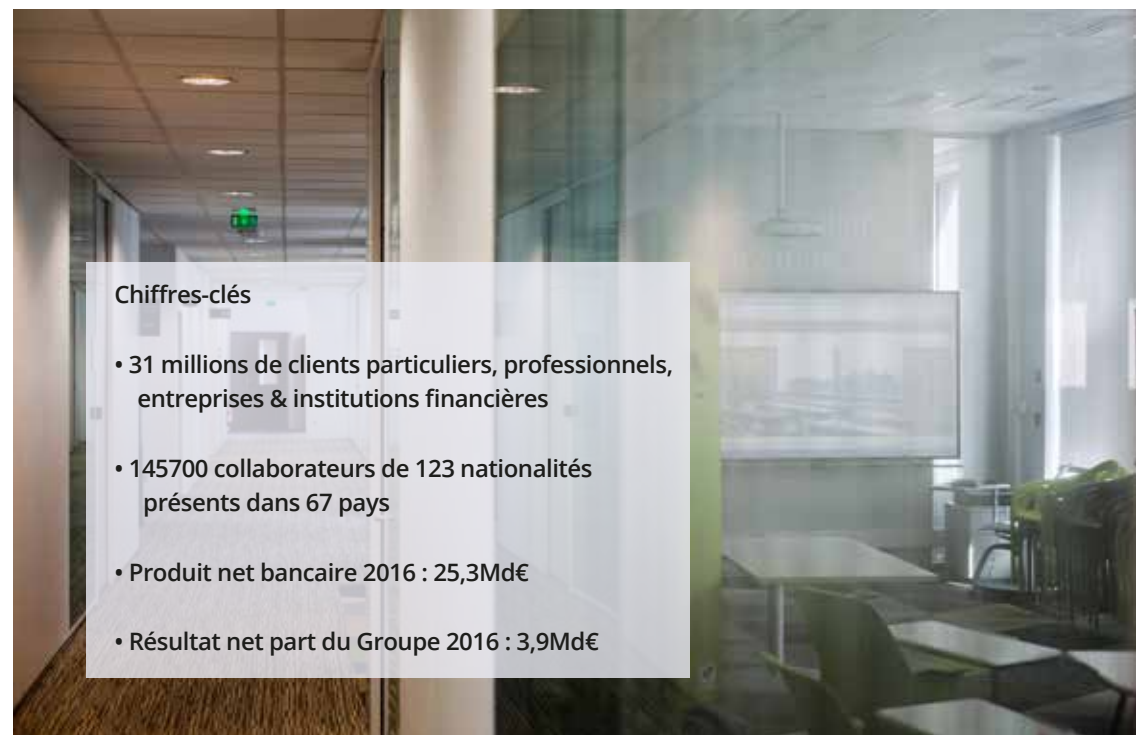 Chiffres-clés
• 31 millions de clients particuliers, professionnels,
entreprises & institutions financières
• 145700 collaborateurs de 123 nationalités
présents dans 67 pays
• Produit net bancaire 2016 : 25,3Md€
• Résultat net part du Groupe 2016 : 3,9Md€